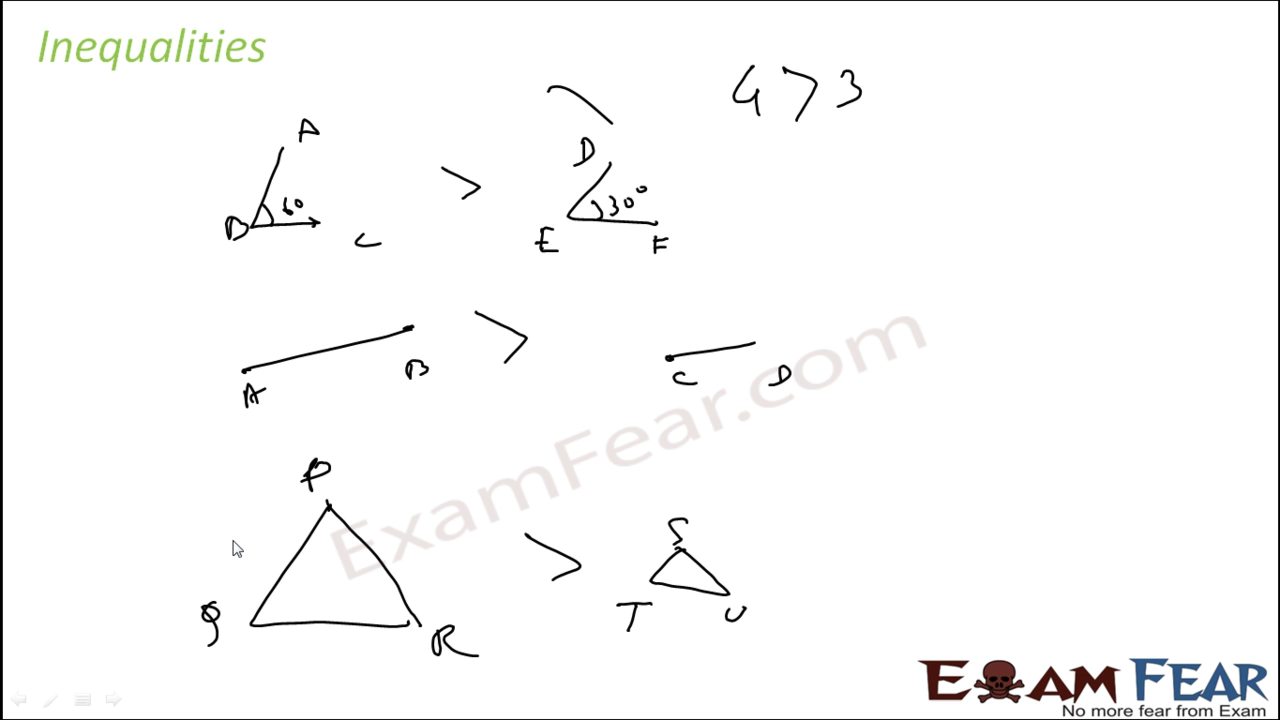 Inequalities
4 > 3
A D
60 > 30°
B C E F
>
A B C D
P S
>
Q R T U
ExamFear.com
EXAM FEAR
No more fear from Exam